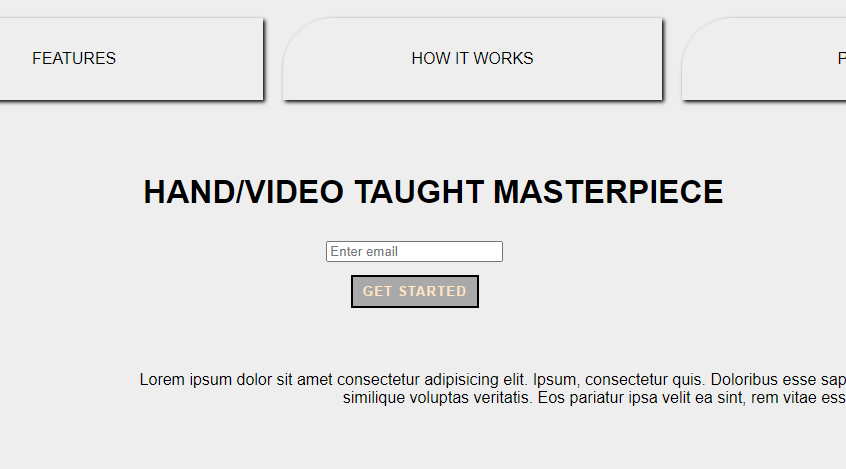 FEATURES
HOW IT WORKS
P
HAND/VIDEO TAUGHT MASTERPIECE
Enter email
GET STARTED
Lorem ipsum dolor sit amet consectetur adipisicing elit. Ipsum, consectetur quis. Doloribus esse sap
similique voluptas veritatis. Eos pariatur ipsa velit ea sint, rem vitae ess